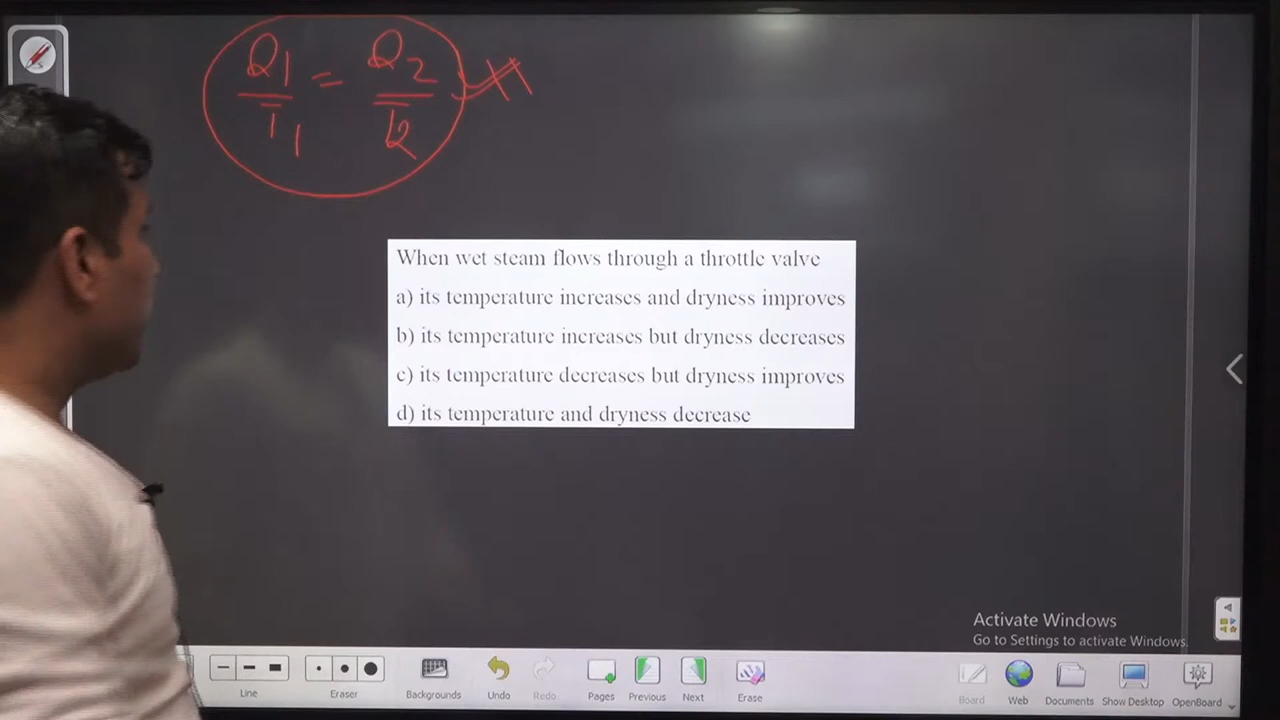 Q1/T1 = Q2/T2
When wet steam flows through a throttle valve
a) its temperature increases and dryness improves
b) its temperature increases but dryness decreases
c) its temperature decreases but dryness improves
d) its temperature and dryness decrease
Activate Windows
Go to Settings to activate Windows.
Line
Eraser
Backgrounds
Undo
Redo
Pages
Previous
Next
Erase
Board
Web
Documents
Show Desktop
OpenBoard